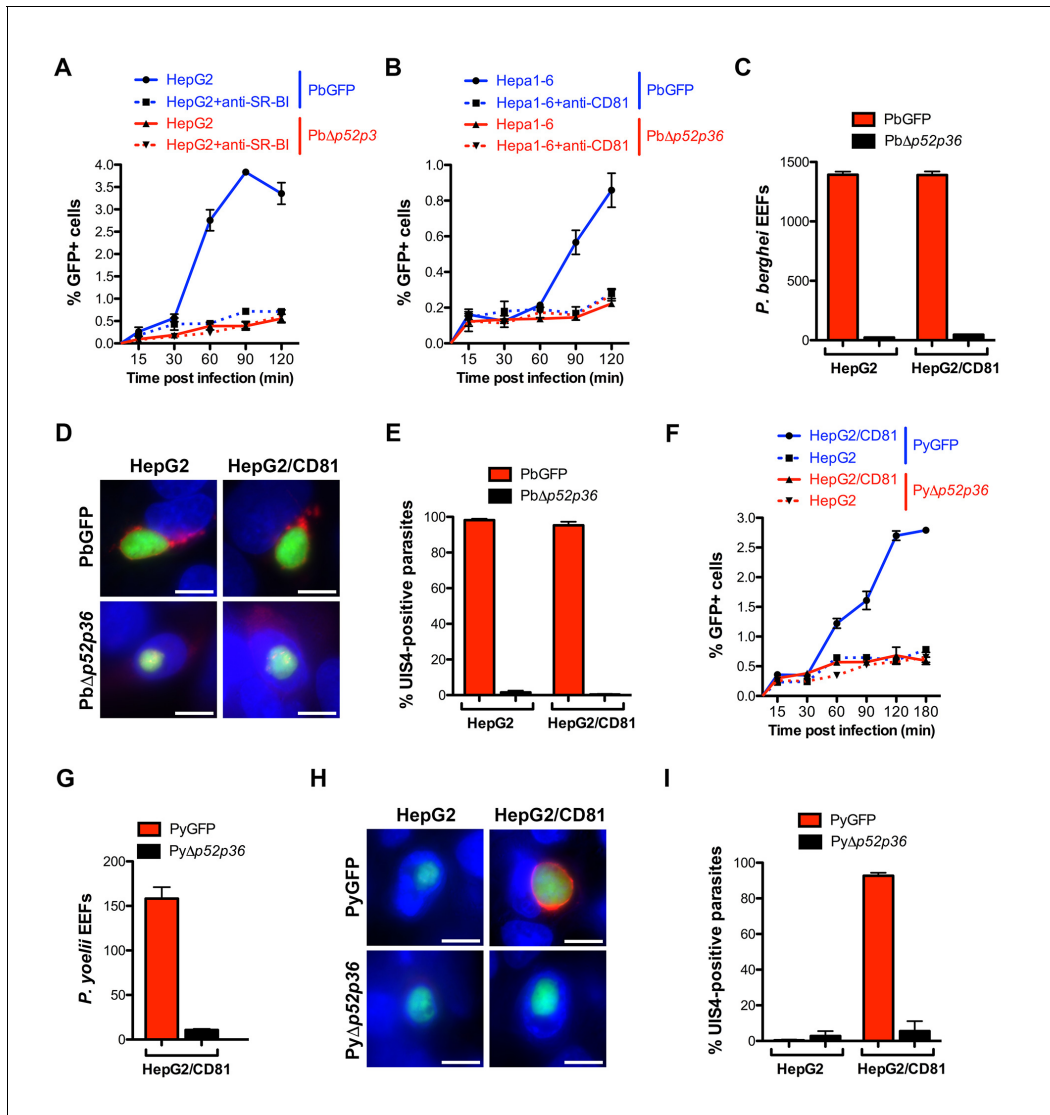 A
HepG2
HepG2+anti-SR-BI
PbGFP
HepG2
HepG2+anti-SR-BI
PbΔp52p3
% GFP+ cells
4.0
3.5
3.0
2.5
2.0
1.5
1.0
0.5
0.0
15 30 60 90 120
Time post infection (min)
B
Hepa1-6
Hepa1-6+anti-CD81
PbGFP
Hepa1-6
Hepa1-6+anti-CD81
PbΔp52p36
% GFP+ cells
1.0
0.8
0.6
0.4
0.2
0.0
15 30 60 90 120
Time post infection (min)
C
PbGFP
PbΔp52p36
P. berghei EEFs
1500
1000
500
0
HepG2 HepG2/CD81
D
HepG2 HepG2/CD81
PbGFP
PbΔp52p36
E
PbGFP
PbΔp52p36
% UIS4-positive parasites
100
80
60
40
20
0
HepG2 HepG2/CD81
F
HepG2/CD81
HepG2
PyGFP
HepG2/CD81
HepG2
PyΔp52p36
% GFP+ cells
3.0
2.5
2.0
1.5
1.0
0.5
0.0
15 30 60 90 120 180
Time post infection (min)
G
PyGFP
PyΔp52p36
P. yoelii EEFs
200
150
100
50
0
HepG2/CD81
H
HepG2 HepG2/CD81
PyGFP
PyΔp52p36
I
PyGFP
PyΔp52p36
% UIS4-positive parasites
100
80
60
40
20
0
HepG2 HepG2/CD81